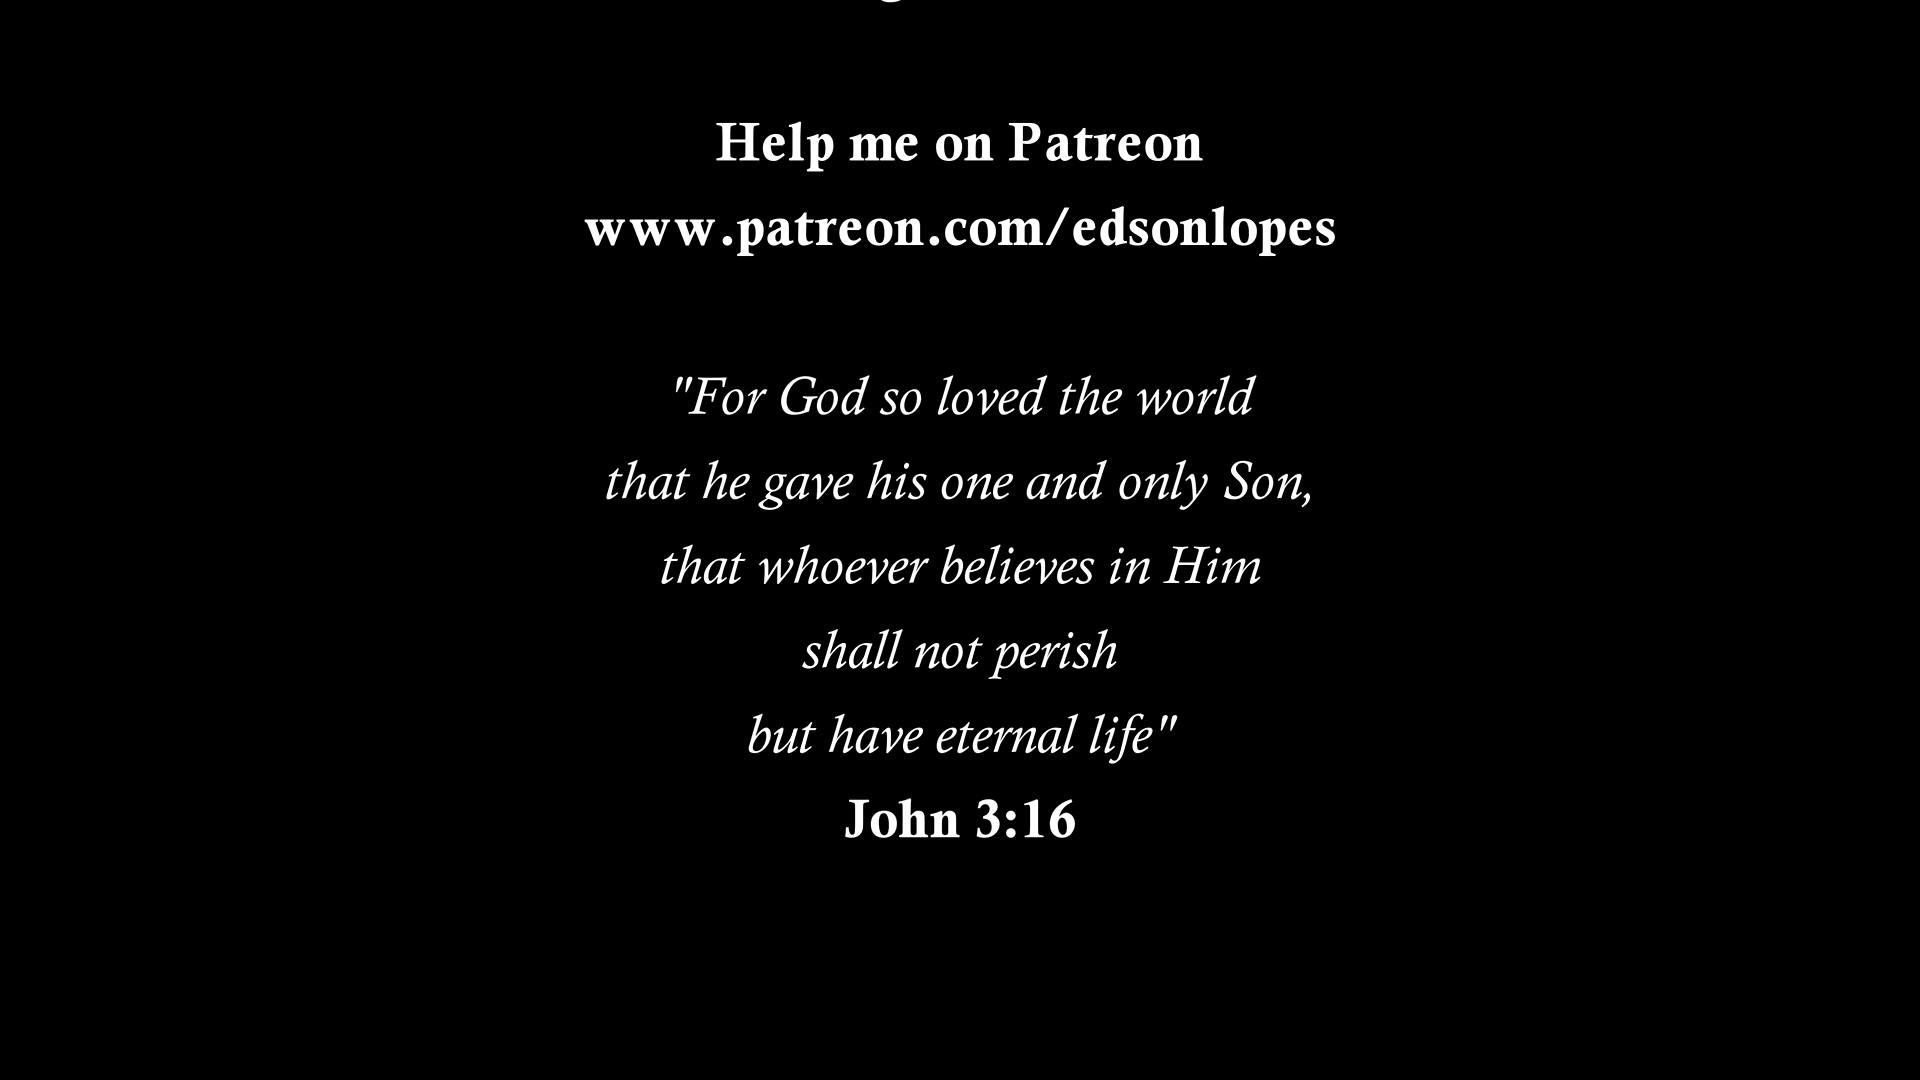 Help me on Patreon
www.patreon.com/edsonlopes
"For God so loved the world
that he gave his one and only Son,
that whoever believes in Him
shall not perish
but have eternal life"
John 3:16